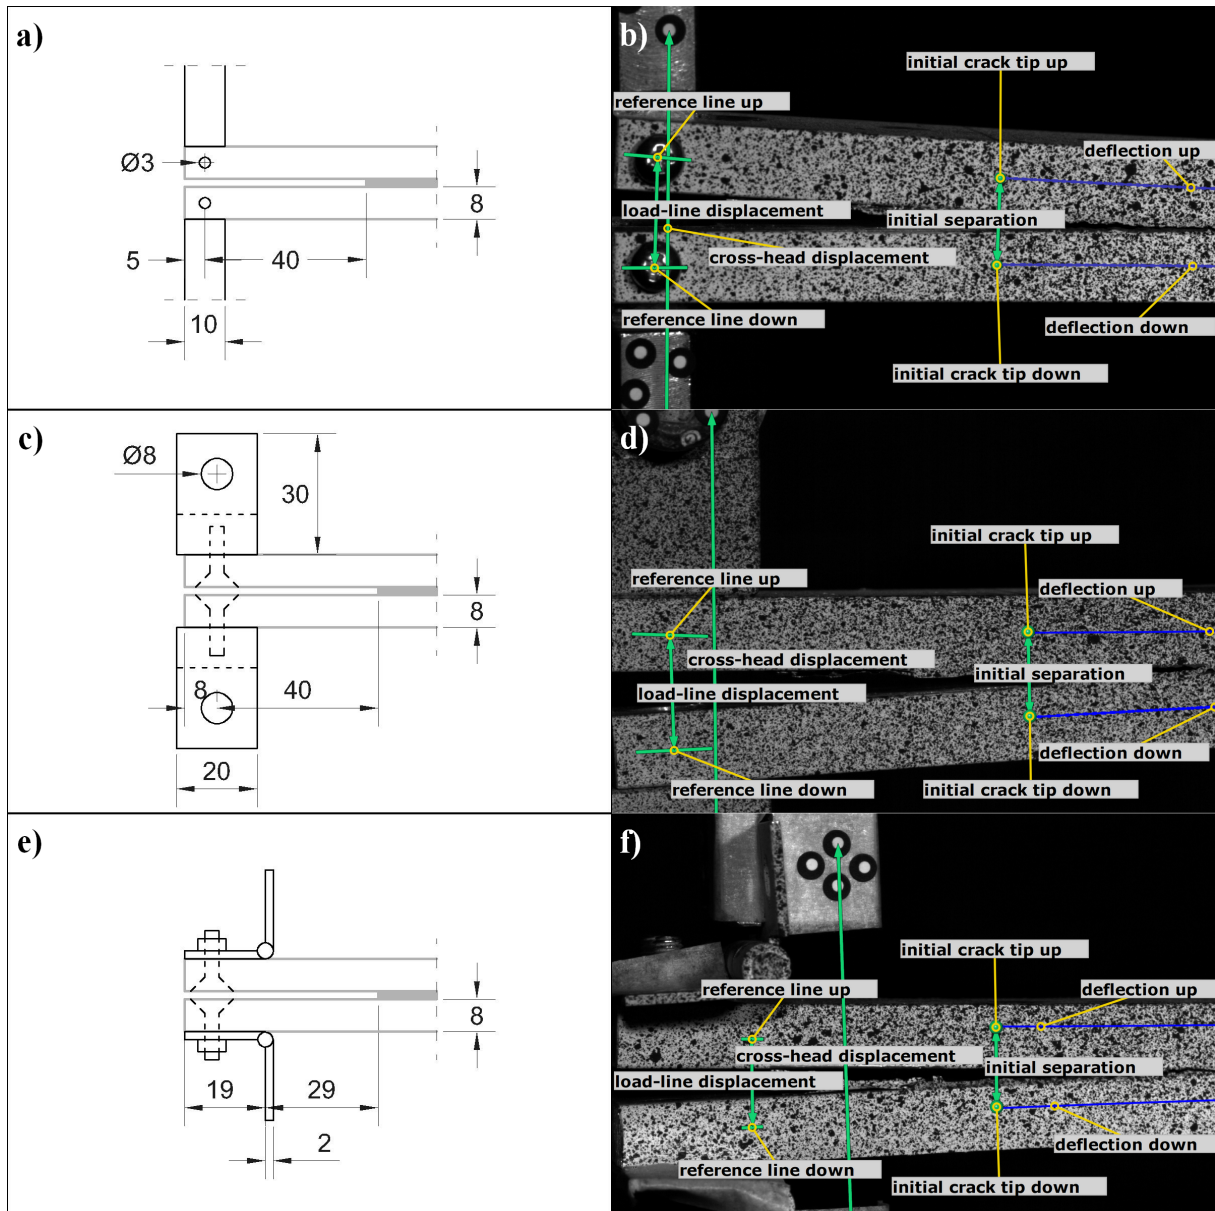 a)
Ø3
8
5
40
10
b)
initial crack tip up
reference line up
deflection up
load-line displacement
initial separation
cross-head displacement
reference line down
deflection down
initial crack tip down
c)
Ø8
30
8
8
40
20
d)
initial crack tip up
reference line up
deflection up
cross-head displacement
initial separation
load-line displacement
deflection down
reference line down
initial crack tip down
e)
8
19
29
2
f)
initial crack tip up
reference line up
deflection up
cross-head displacement
initial separation
load-line displacement
deflection down
reference line down
initial crack tip down